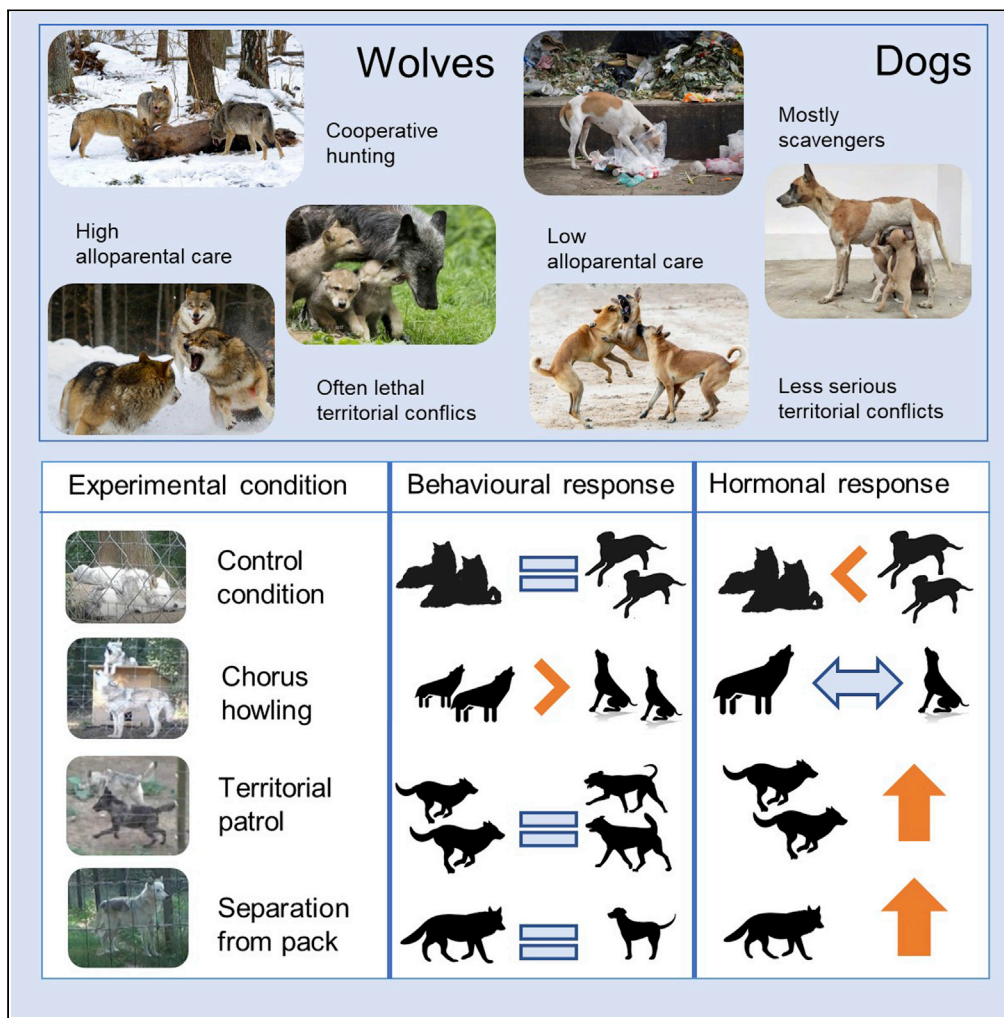 Wolves
Cooperative
hunting
High
alloparental care
Often lethal
territorial conflics
Dogs
Mostly
scavengers
Low
alloparental care
Less serious
territorial conflicts
Experimental condition
Behavioural response
Hormonal response
Control
condition
Chorus
howling
Territorial
patrol
Separation
from pack